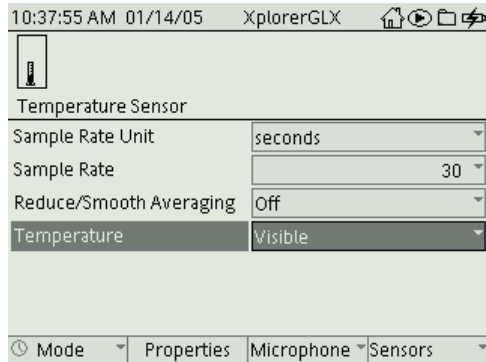 10:37:55 AM 01/14/05 XplorerGLX
Temperature Sensor
Sample Rate Unit seconds
Sample Rate 30
Reduce/Smooth Averaging Off
Temperature Visible
Mode Properties Microphone Sensors